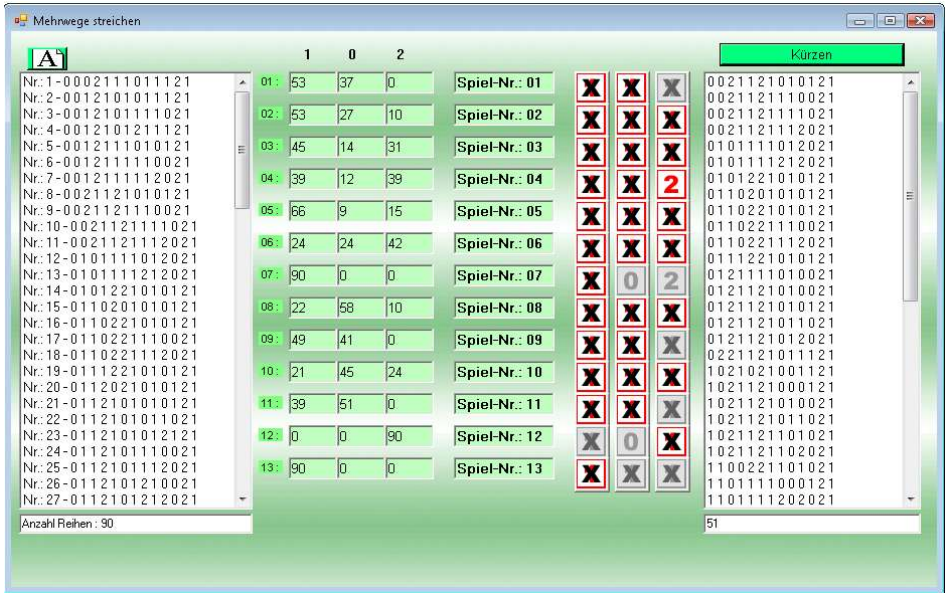 Mehrwege streichen
A
1 0 2
Kürzen
Nr.: 1 - 0 0 0 2 1 1 1 0 1 1 1 2 1
Nr.: 2 - 0 0 1 2 1 0 1 0 1 1 1 2 1
Nr.: 3 - 0 0 1 2 1 0 1 1 1 1 0 2 1
Nr.: 4 - 0 0 1 2 1 0 1 2 1 1 1 2 1
Nr.: 5 - 0 0 1 2 1 1 1 0 1 0 1 2 1
Nr.: 6 - 0 0 1 2 1 1 1 1 1 0 0 2 1
Nr.: 7 - 0 0 1 2 1 1 1 1 1 2 0 2 1
Nr.: 8 - 0 0 2 1 1 2 1 0 1 0 1 2 1
Nr.: 9 - 0 0 2 1 1 2 1 1 1 0 0 2 1
Nr.: 10 - 0 0 2 1 1 2 1 1 1 1 0 2 1
Nr.: 11 - 0 0 2 1 1 2 1 1 1 2 0 2 1
Nr.: 12 - 0 1 0 1 1 1 1 0 1 2 0 2 1
Nr.: 13 - 0 1 0 1 1 1 1 2 1 2 0 2 1
Nr.: 14 - 0 1 0 1 2 2 1 0 1 0 1 2 1
Nr.: 15 - 0 1 1 0 2 0 1 0 1 0 1 2 1
Nr.: 16 - 0 1 1 0 2 2 1 0 1 0 1 2 1
Nr.: 17 - 0 1 1 0 2 2 1 1 1 0 0 2 1
Nr.: 18 - 0 1 1 0 2 2 1 1 1 2 0 2 1
Nr.: 19 - 0 1 1 1 2 2 1 0 1 0 1 2 1
Nr.: 20 - 0 1 1 2 0 2 1 0 1 0 1 2 1
Nr.: 21 - 0 1 1 2 1 0 1 0 1 0 1 2 1
Nr.: 22 - 0 1 1 2 1 0 1 0 1 1 0 2 1
Nr.: 23 - 0 1 1 2 1 0 1 0 1 2 1 2 1
Nr.: 24 - 0 1 1 2 1 0 1 1 1 0 0 2 1
Nr.: 25 - 0 1 1 2 1 0 1 1 1 2 0 2 1
Nr.: 26 - 0 1 1 2 1 0 1 2 1 0 0 2 1
Nr.: 27 - 0 1 1 2 1 0 1 2 1 2 0 2 1
Anzahl Reihen : 90
01: 53 37 0 Spiel-Nr.: 01 X X X
02: 53 27 10 Spiel-Nr.: 02 X X X
03: 45 14 31 Spiel-Nr.: 03 X X X
04: 39 12 39 Spiel-Nr.: 04 X X 2
05: 66 9 15 Spiel-Nr.: 05 X X X
06: 24 24 42 Spiel-Nr.: 06 X X X
07: 90 0 0 Spiel-Nr.: 07 X 0 2
08: 22 58 10 Spiel-Nr.: 08 X X X
09: 49 41 0 Spiel-Nr.: 09 X X X
10: 21 45 24 Spiel-Nr.: 10 X X X
11: 39 51 0 Spiel-Nr.: 11 X X X
12: 0 0 90 Spiel-Nr.: 12 X 0 X
13: 90 0 0 Spiel-Nr.: 13 X X X
0 0 2 1 1 2 1 0 1 0 1 2 1
0 0 2 1 1 2 1 1 1 0 0 2 1
0 0 2 1 1 2 1 1 1 2 0 2 1
0 1 0 1 1 1 1 0 1 0 1 2 1
0 1 0 1 1 1 1 2 1 2 0 2 1
0 1 0 1 2 2 1 0 1 0 1 2 1
0 1 1 0 2 0 1 0 1 0 1 2 1
0 1 1 0 2 2 1 0 1 0 1 2 1
0 1 1 0 2 2 1 1 1 0 0 2 1
0 1 1 0 2 2 1 1 1 2 0 2 1
0 1 1 1 2 2 1 0 1 0 1 2 1
0 1 2 1 1 1 1 0 1 0 0 2 1
0 1 2 1 1 2 1 0 1 0 0 2 1
0 1 2 1 1 2 1 0 1 1 0 2 1
0 1 2 1 1 2 1 0 1 2 0 2 1
0 2 2 1 1 2 1 0 1 1 1 2 1
1 0 2 1 0 2 1 0 0 1 1 2 1
1 0 2 1 1 2 1 0 0 0 1 2 1
1 0 2 1 1 2 1 0 1 0 0 2 1
1 0 2 1 1 2 1 0 1 1 0 2 1
1 0 2 1 1 2 1 1 0 1 0 2 1
1 0 2 1 1 2 1 1 0 2 0 2 1
1 1 0 0 2 2 1 1 0 1 0 2 1
1 1 0 1 1 1 1 0 0 0 1 2 1
1 1 0 1 1 1 1 2 0 2 0 2 1
51